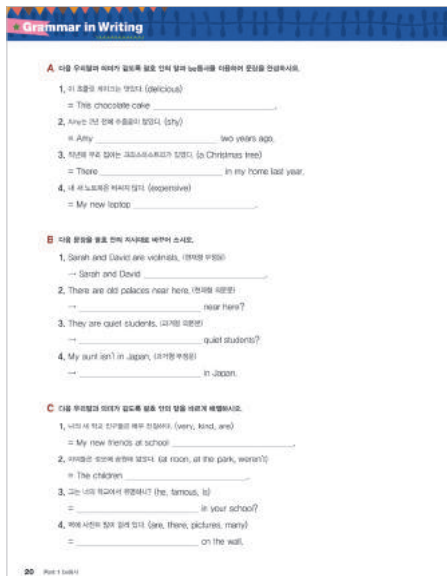 Grammar in Writing
A 다음 우리말과 의미가 같도록 괄호 안의 말과 be동사를 이용하여 문장을 완성하시오.
1. 이 초콜릿 케이크는 맛있다. (delicious)
= This chocolate cake ____________.
2. Amy는 2년 전에 수줍음이 많았다. (shy)
= Amy ____________ two years ago.
3. 작년에 우리 집에는 크리스마스트리가 있었다. (a Christmas tree)
= There ____________ in my home last year.
4. 내 새 노트북은 비싸지 않다. (expensive)
= My new laptop ____________.
B 다음 문장을 괄호 안의 지시대로 바꾸어 쓰시오.
1. Sarah and David are violinists. (현재형 부정문)
→ Sarah and David ____________.
2. There are old palaces near here. (현재형 의문문)
→ ____________ near here?
3. They are quiet students. (과거형 의문문)
→ ____________ quiet students?
4. My aunt isn't in Japan. (과거형 부정문)
→ ____________ in Japan.
C 다음 우리말과 의미가 같도록 괄호 안의 말을 바르게 배열하시오.
1. 나의 새 학교 친구들은 매우 친절하다. (very, kind, are)
= My new friends at school ____________.
2. 아이들은 정오에 공원에 없었다. (at noon, at the park, weren't)
= The children ____________.
3. 그는 너의 학교에서 유명하니? (he, famous, is)
= ____________ in your school?
4. 벽에 사진이 많이 걸려 있다. (are, there, pictures, many)
= ____________ on the wall.
20 Part 1